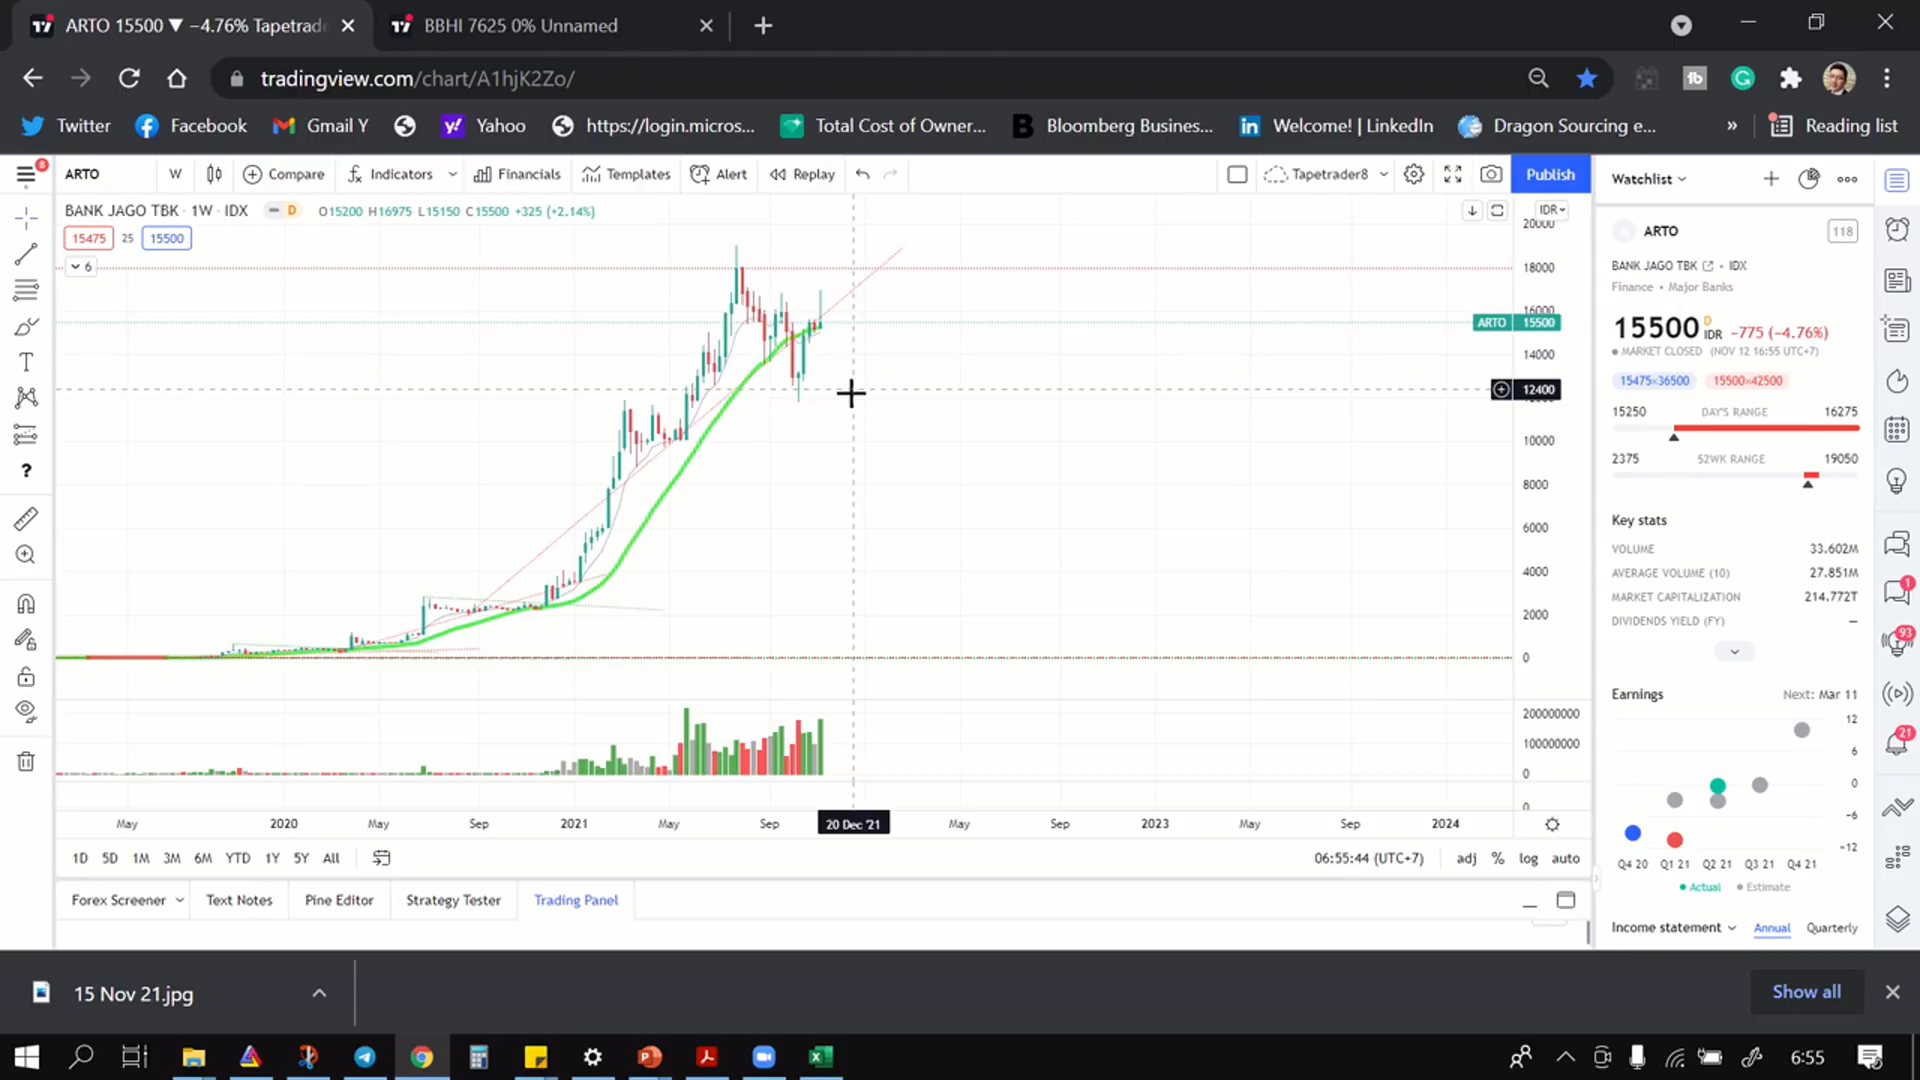 ARTO 15500 ▼ −4.76% Tapetrade
BBHI 7625 0% Unnamed
tradingview.com/chart/A1hjK2Zo/
Twitter
Facebook
Gmail Y
Yahoo
https://login.micros...
Total Cost of Owner...
Bloomberg Business...
Welcome! | LinkedIn
Dragon Sourcing e...
»
Reading list
8
ARTO
W
Compare
Indicators
Financials
Templates
Alert
Replay
Tapetrader8
Publish
Watchlist
BANK JAGO TBK · 1W · IDX
D
O15200 H16975 L15150 C15500 +325 (+2.14%)
15475
25
15500
6
IDR
20000
18000
16000
ARTO 15500
14000
12400
12000
10000
8000
6000
4000
2000
0
200000000
100000000
0
0
May
2020
May
Sep
2021
May
Sep
20 Dec '21
May
Sep
2023
May
Sep
2024
1D 5D 1M 3M 6M YTD 1Y 5Y All
06:55:44 (UTC+7)
adj % log auto
Forex Screener
Text Notes
Pine Editor
Strategy Tester
Trading Panel
ARTO
118
BANK JAGO TBK • IDX
Finance • Major Banks
15500 D IDR −775 (−4.76%)
MARKET CLOSED (NOV 12 16:55 UTC+7)
15475×36500
15500×42500
15250 DAY'S RANGE 16275
2375 52WK RANGE 19050
Key stats
VOLUME 33.602M
AVERAGE VOLUME (10) 27.851M
MARKET CAPITALIZATION 214.772T
DIVIDENDS YIELD (FY) —
Earnings
Next: Mar 11
12
6
0
−6
−12
Q4 20 Q1 21 Q2 21 Q3 21 Q4 21
Actual Estimate
Income statement
Annual
Quarterly
1
93
21
15 Nov 21.jpg
Show all
6:55